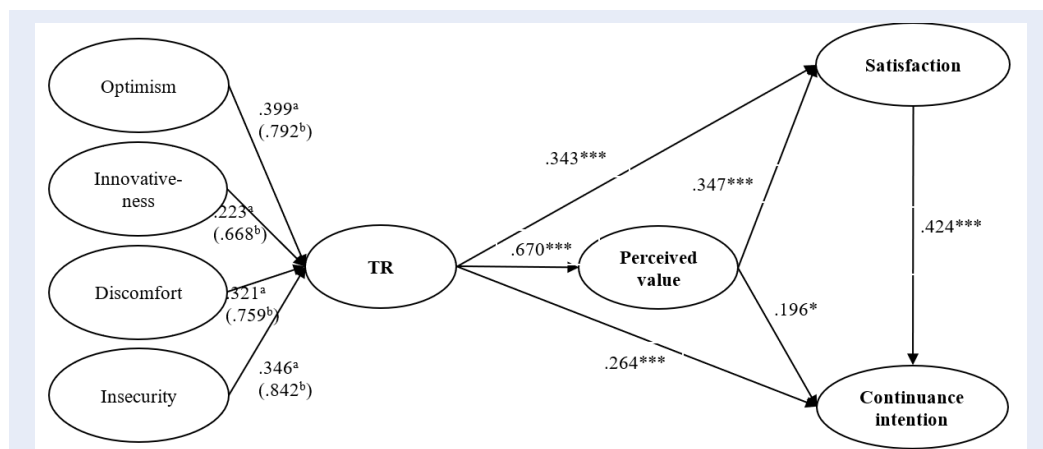 Optimism
.399ᵃ
(.792ᵇ)
Innovative-
ness
.223ᵃ
(.668ᵇ)
Discomfort
.321ᵃ
(.759ᵇ)
Insecurity
.346ᵃ
(.842ᵇ)
TR
.343***
.670***
.264***
Perceived
value
.347***
.196*
Satisfaction
.424***
Continuance
intention